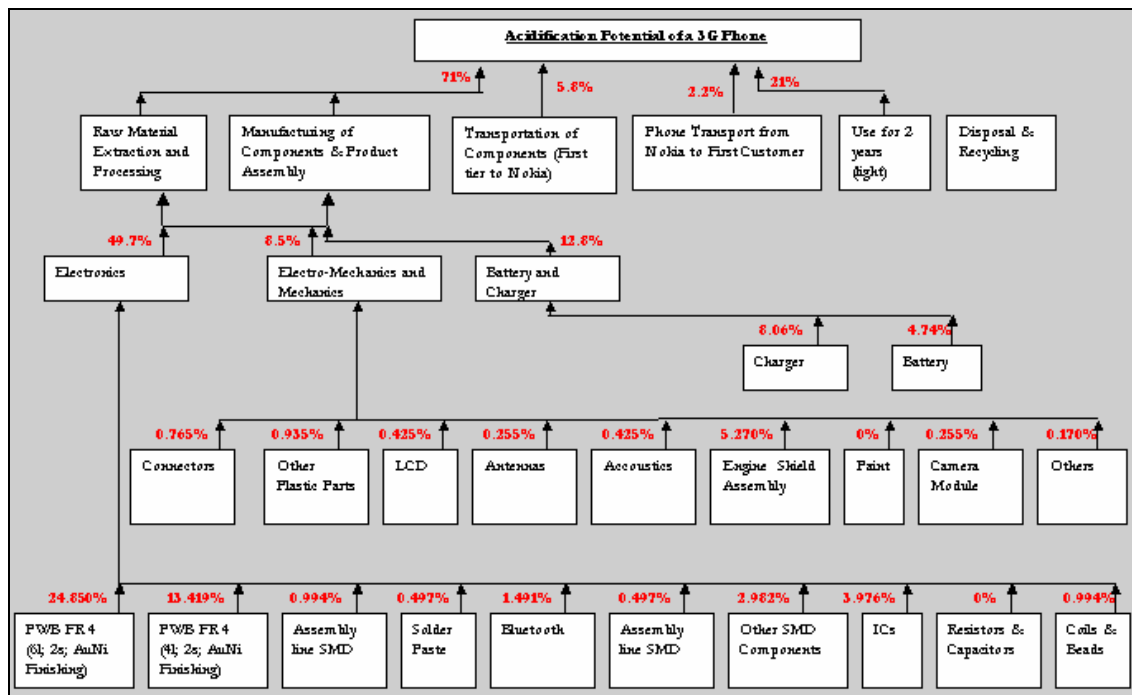 Acidification Potential of a 3G Phone
71%
5.8%
2.2%
21%
Raw Material
Extraction and
Processing
Manufacturing of
Components & Product
Assembly
Transportation of
Components (First
tier to Nokia)
Phone Transport from
Nokia to First Customer
Use for 2
years
(light)
Disposal &
Recycling
49.7%
8.5%
12.8%
Electronics
Electro-Mechanics and
Mechanics
Battery and
Charger
8.06%
4.74%
Charger
Battery
0.765%
0.935%
0.425%
0.255%
0.425%
5.270%
0%
0.255%
0.170%
Connectors
Other
Plastic Parts
LCD
Antennas
Accoustics
Engine Shield
Assembly
Paint
Camera
Module
Others
24.850%
13.419%
0.994%
0.497%
1.491%
0.497%
2.982%
3.976%
0%
0.994%
PWB FR4
(6l; 2s; AuNi
Finishing)
PWB FR4
(4l; 2s; AuNi
Finishing)
Assembly
line SMD
Solder
Paste
Bluetooth
Assembly
line SMD
Other SMD
Components
ICs
Resistors &
Capacitors
Coils &
Beads